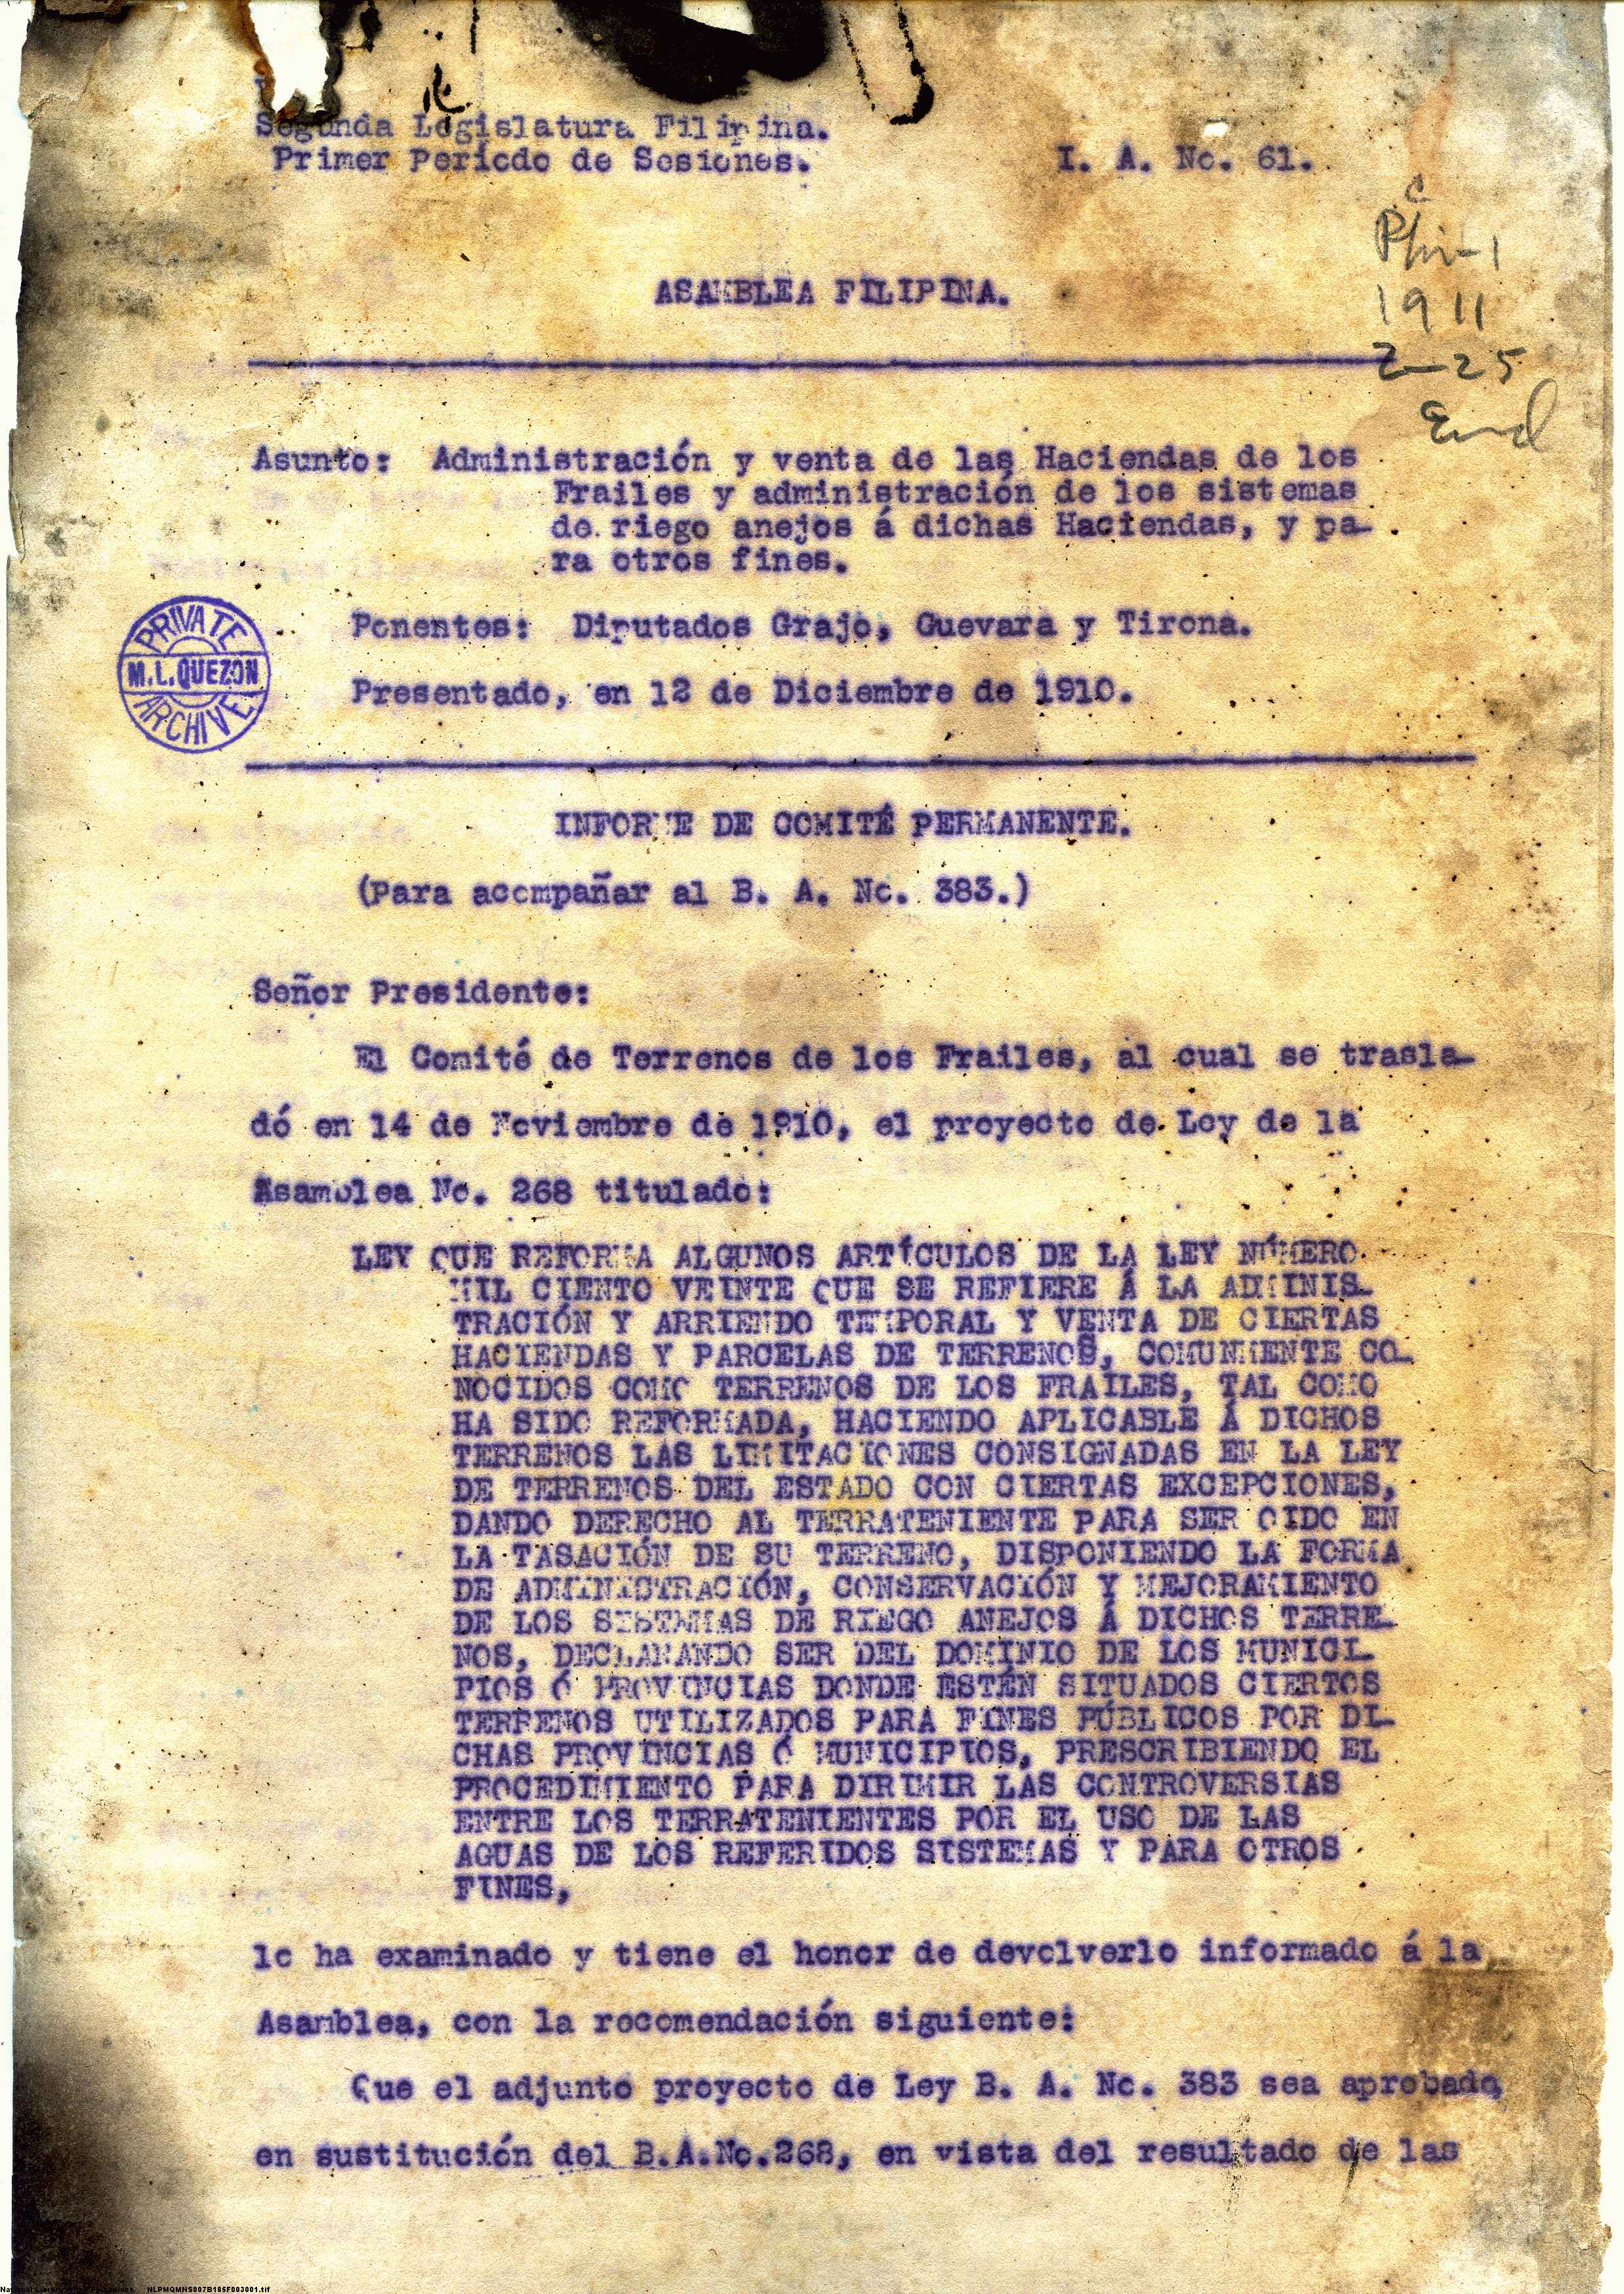 Segunda Legislatura Filipina.
Primer Período de Sesiones. I. A. No. 61.
C
Phi-1
1911
2-25
End
ASAMBLEA FILIPINA.
Asunto: Administración y venta de las Haciendas de los
Frailes y administración de los sistemas
de riego anejos á dichas Haciendas, y pa-
ra otros fines.
Ponentes: Diputados Grajo, Guevara y Tirona.
Presentado, en 12 de Diciembre de 1910.
PRIVATE
M.L.QUEZON
ARCHIVE
INFORME DE COMITÉ PERMANENTE.
(Para acompañar al B. A. No. 383.)
Señor Presidente:
El Comité de Terrenos de los Frailes, al cual se trasla-
dó en 14 de Noviembre de 1910, el proyecto de Ley de la
Asamblea No. 268 titulado:
LEY QUE REFORMA ALGUNOS ARTÍCULOS DE LA LEY NÚMERO
MIL CIENTO VEINTE QUE SE REFIERE Á LA ADMINIS-
TRACIÓN Y ARRIENDO TEMPORAL Y VENTA DE CIERTAS
HACIENDAS Y PARCELAS DE TERRENOS, COMUNMENTE CO-
NOCIDOS COMO TERRENOS DE LOS FRAILES, TAL COMO
HA SIDO REFORMADA, HACIENDO APLICABLE Á DICHOS
TERRENOS LAS LIMITACIONES CONSIGNADAS EN LA LEY
DE TERRENOS DEL ESTADO CON CIERTAS EXCEPCIONES,
DANDO DERECHO AL TERRATENIENTE PARA SER OIDO EN
LA TASACIÓN DE SU TERRENO, DISPONIENDO LA FORMA
DE ADMINISTRACIÓN, CONSERVACIÓN Y MEJORAMIENTO
DE LOS SISTEMAS DE RIEGO ANEJOS Á DICHOS TERRE-
NOS, DECLARANDO SER DEL DOMINIO DE LOS MUNICI-
PIOS Ó PROVINCIAS DONDE ESTÉN SITUADOS CIERTOS
TERRENOS UTILIZADOS PARA FINES PÚBLICOS POR DI-
CHAS PROVINCIAS Ó MUNICIPIOS, PRESCRIBIENDO EL
PROCEDIMIENTO PARA DIRIMIR LAS CONTROVERSIAS
ENTRE LOS TERRATENIENTES POR EL USO DE LAS
AGUAS DE LOS REFERIDOS SISTEMAS Y PARA OTROS
FINES,
lo ha examinado y tiene el honor de devolverlo informado á la
Asamblea, con la recomendación siguiente:
Que el adjunto proyecto de Ley B. A. No. 383 sea aprobado,
en sustitución del B.A.No.268, en vista del resultado de las
NLPMQMNS007B185F003001.tif